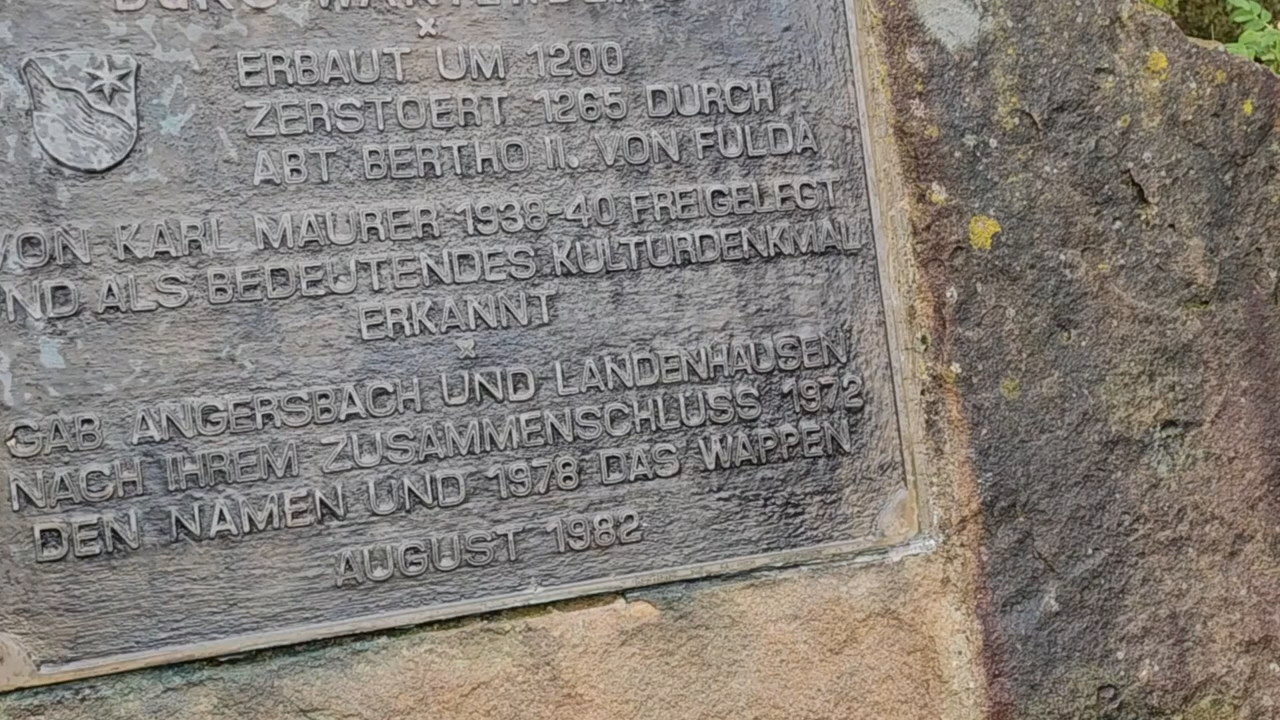 BURG WARTENBERG
ERBAUT UM 1200
ZERSTOERT 1265 DURCH
ABT BERTHO II. VON FULDA
VON KARL MAURER 1938-40 FREIGELEGT
ND ALS BEDEUTENDES KULTURDENKMAL
ERKANNT
GAB ANGERSBACH UND LANDENHAUSEN
NACH IHREM ZUSAMMENSCHLUSS 1972
DEN NAMEN UND 1978 DAS WAPPEN
AUGUST 1982